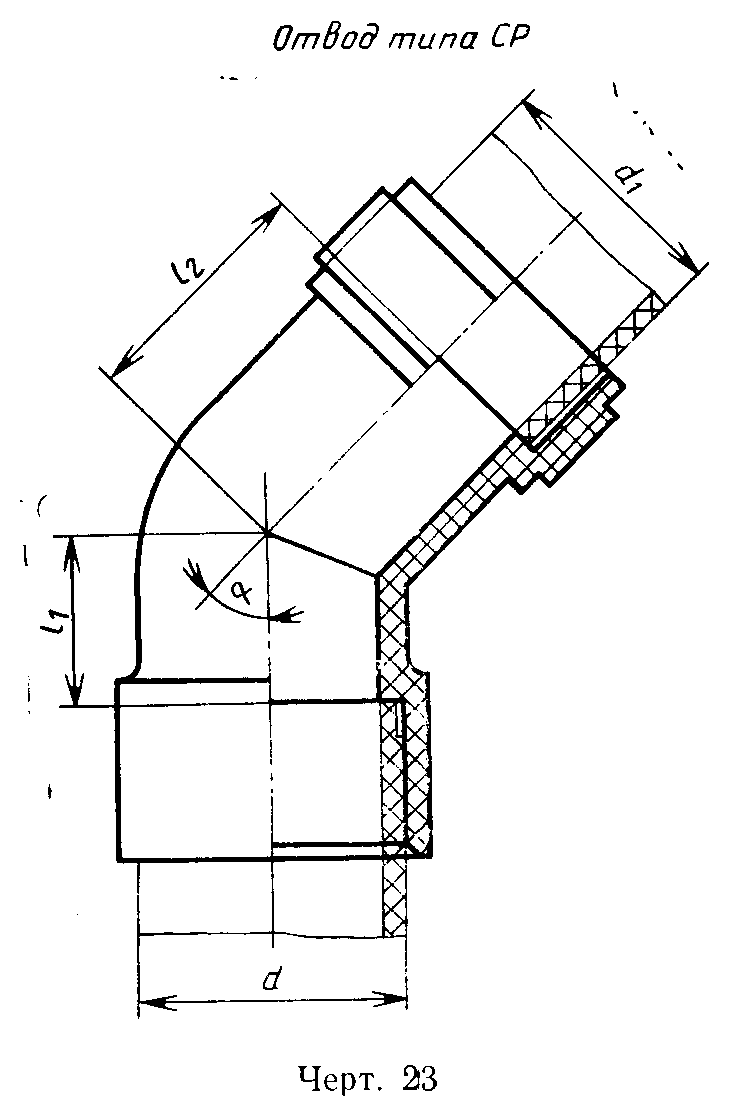 Отвод типа СР
d₁
l₂
α
l₁
d
Черт. 23